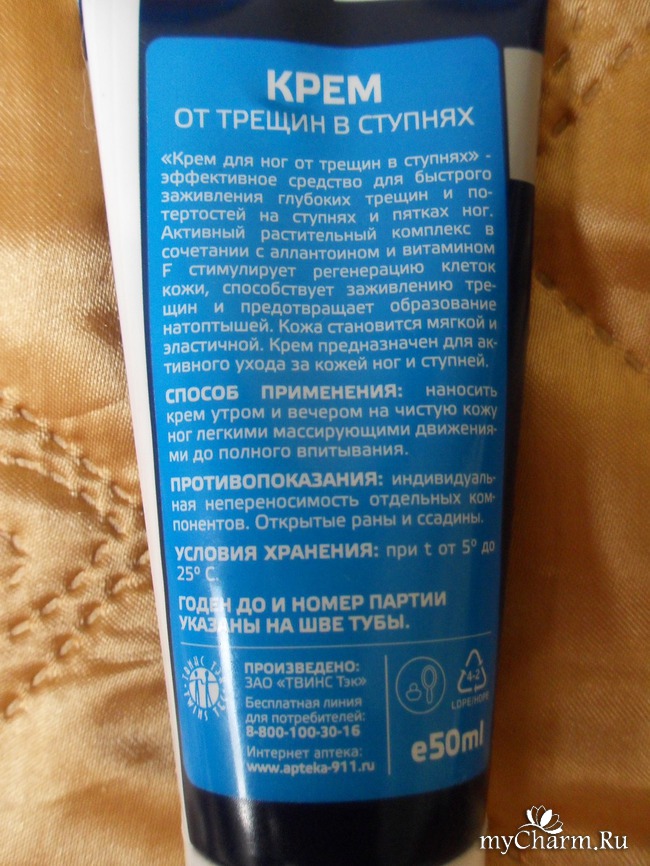 КРЕМ
ОТ ТРЕЩИН В СТУПНЯХ
«Крем для ног от трещин в ступнях» -
эффективное средство для быстрого
заживления глубоких трещин и по-
тертостей на ступнях и пятках ног.
Активный растительный комплекс в
сочетании с аллантоином и витамином
F стимулирует регенерацию клеток
кожи, способствует заживлению тре-
щин и предотвращает образование
натоптышей. Кожа становится мягкой и
эластичной. Крем предназначен для ак-
тивного ухода за кожей ног и ступней.
СПОСОБ ПРИМЕНЕНИЯ: наносить
крем утром и вечером на чистую кожу
ног легкими массирующими движения-
ми до полного впитывания.
ПРОТИВОПОКАЗАНИЯ: индивидуаль-
ная непереносимость отдельных ком-
понентов. Открытые раны и ссадины.
УСЛОВИЯ ХРАНЕНИЯ: при t от 5° до
25° С.
ГОДЕН ДО И НОМЕР ПАРТИИ
УКАЗАНЫ НА ШВЕ ТУБЫ.
ТВИНС ТЭК
TWINS TEC
ПРОИЗВЕДЕНО:
ЗАО «ТВИНС Тэк»
Бесплатная линия
для потребителей:
8-800-100-30-16
Интернет аптека:
www.apteka-911.ru
4-2
LDPE/HDPE
e50ml
myCharm.Ru